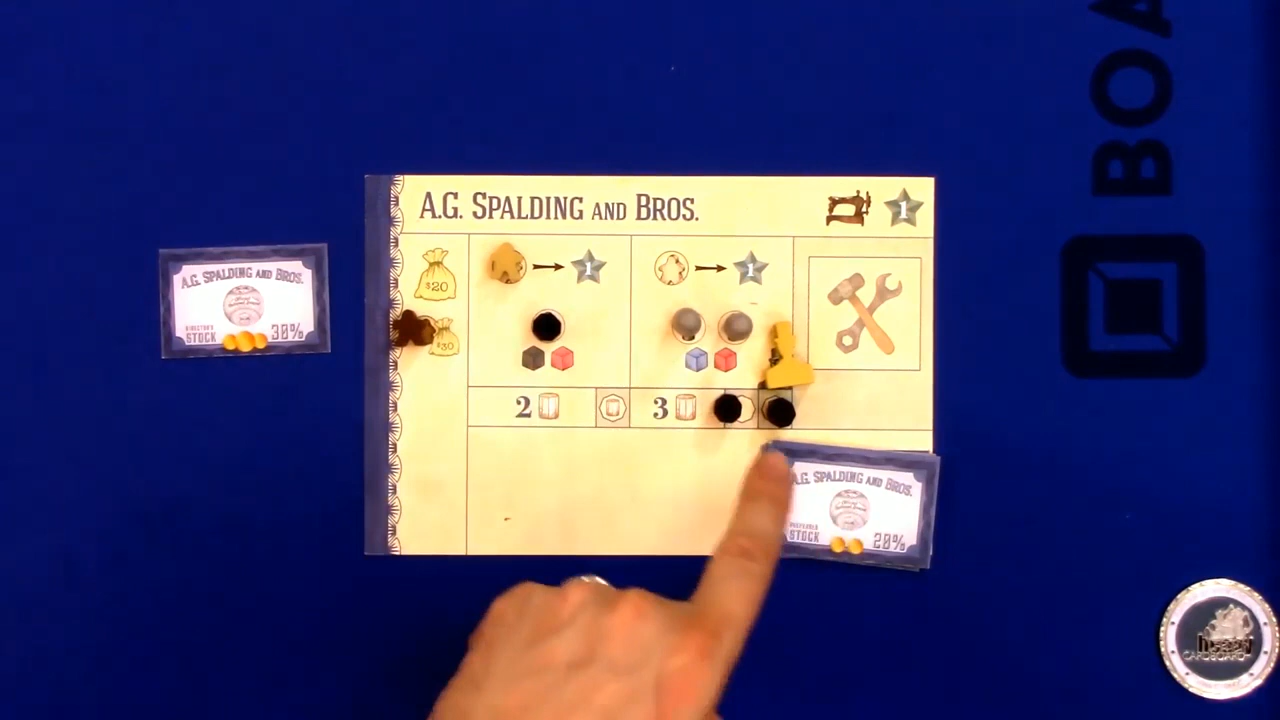 BOA
A.G. SPALDING AND BROS.
1
$20
1
1
$30
2
3
A.G. SPALDING AND BROS.
STOCK
30%
A.G. SPALDING AND BROS.
PREFERRED
STOCK
20%
CARDBOARD